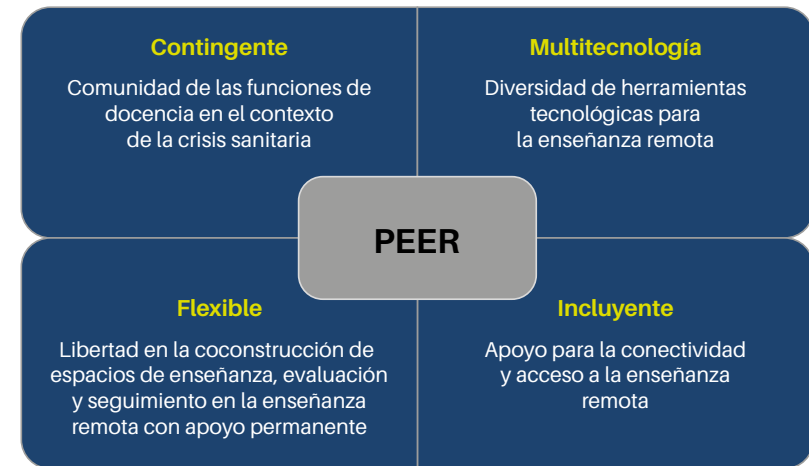 Contingente
Comunidad de las funciones de
docencia en el contexto
de la crisis sanitaria
Multitecnología
Diversidad de herramientas
tecnológicas para
la enseñanza remota
PEER
Flexible
Libertad en la coconstrucción de
espacios de enseñanza, evaluación
y seguimiento en la enseñanza
remota con apoyo permanente
Incluyente
Apoyo para la conectividad
y acceso a la enseñanza
remota